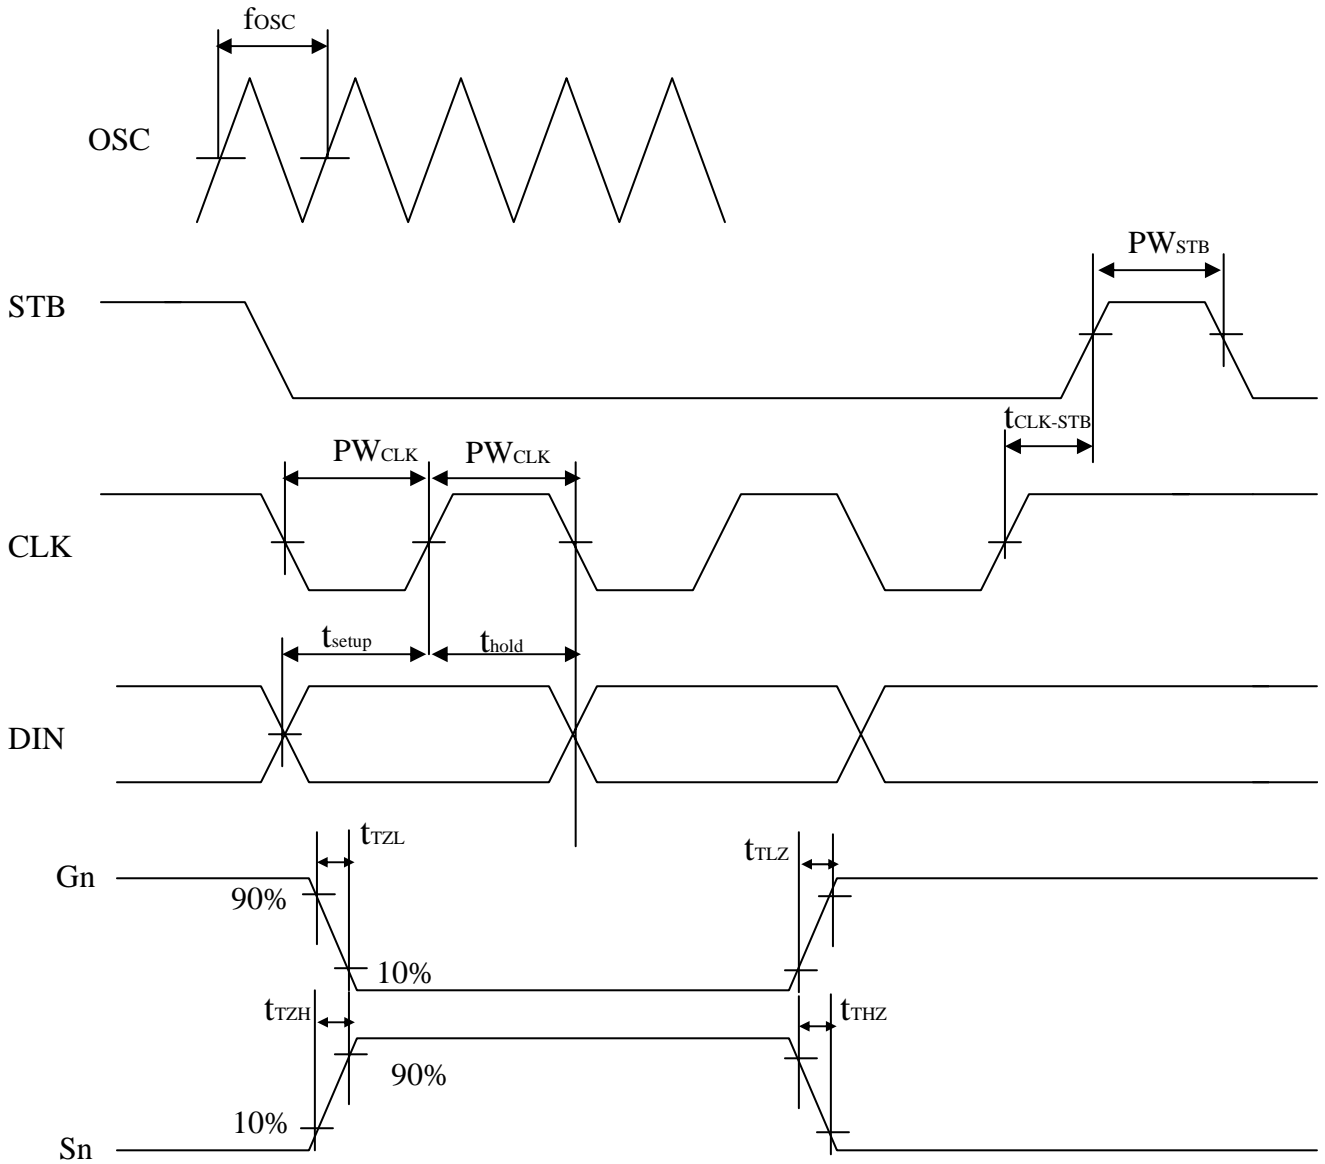 fOSC
OSC
PWSTB
STB
tCLK-STB
PWCLK PWCLK
CLK
tsetup thold
DIN
tTZL tTLZ
Gn
90%
10%
tTZH tTHZ
90%
10%
Sn